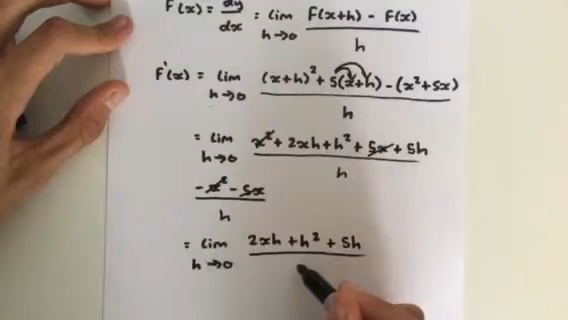 F'(x) = dy/dx = lim h→0 F(x+h) - F(x) / h
F'(x) = lim h→0 (x+h)² + 5(x+h) - (x²+5x) / h
= lim h→0 x² + 2xh + h² + 5x + 5h / h
-x² - 5x / h
= lim h→0 2xh + h² + 5h